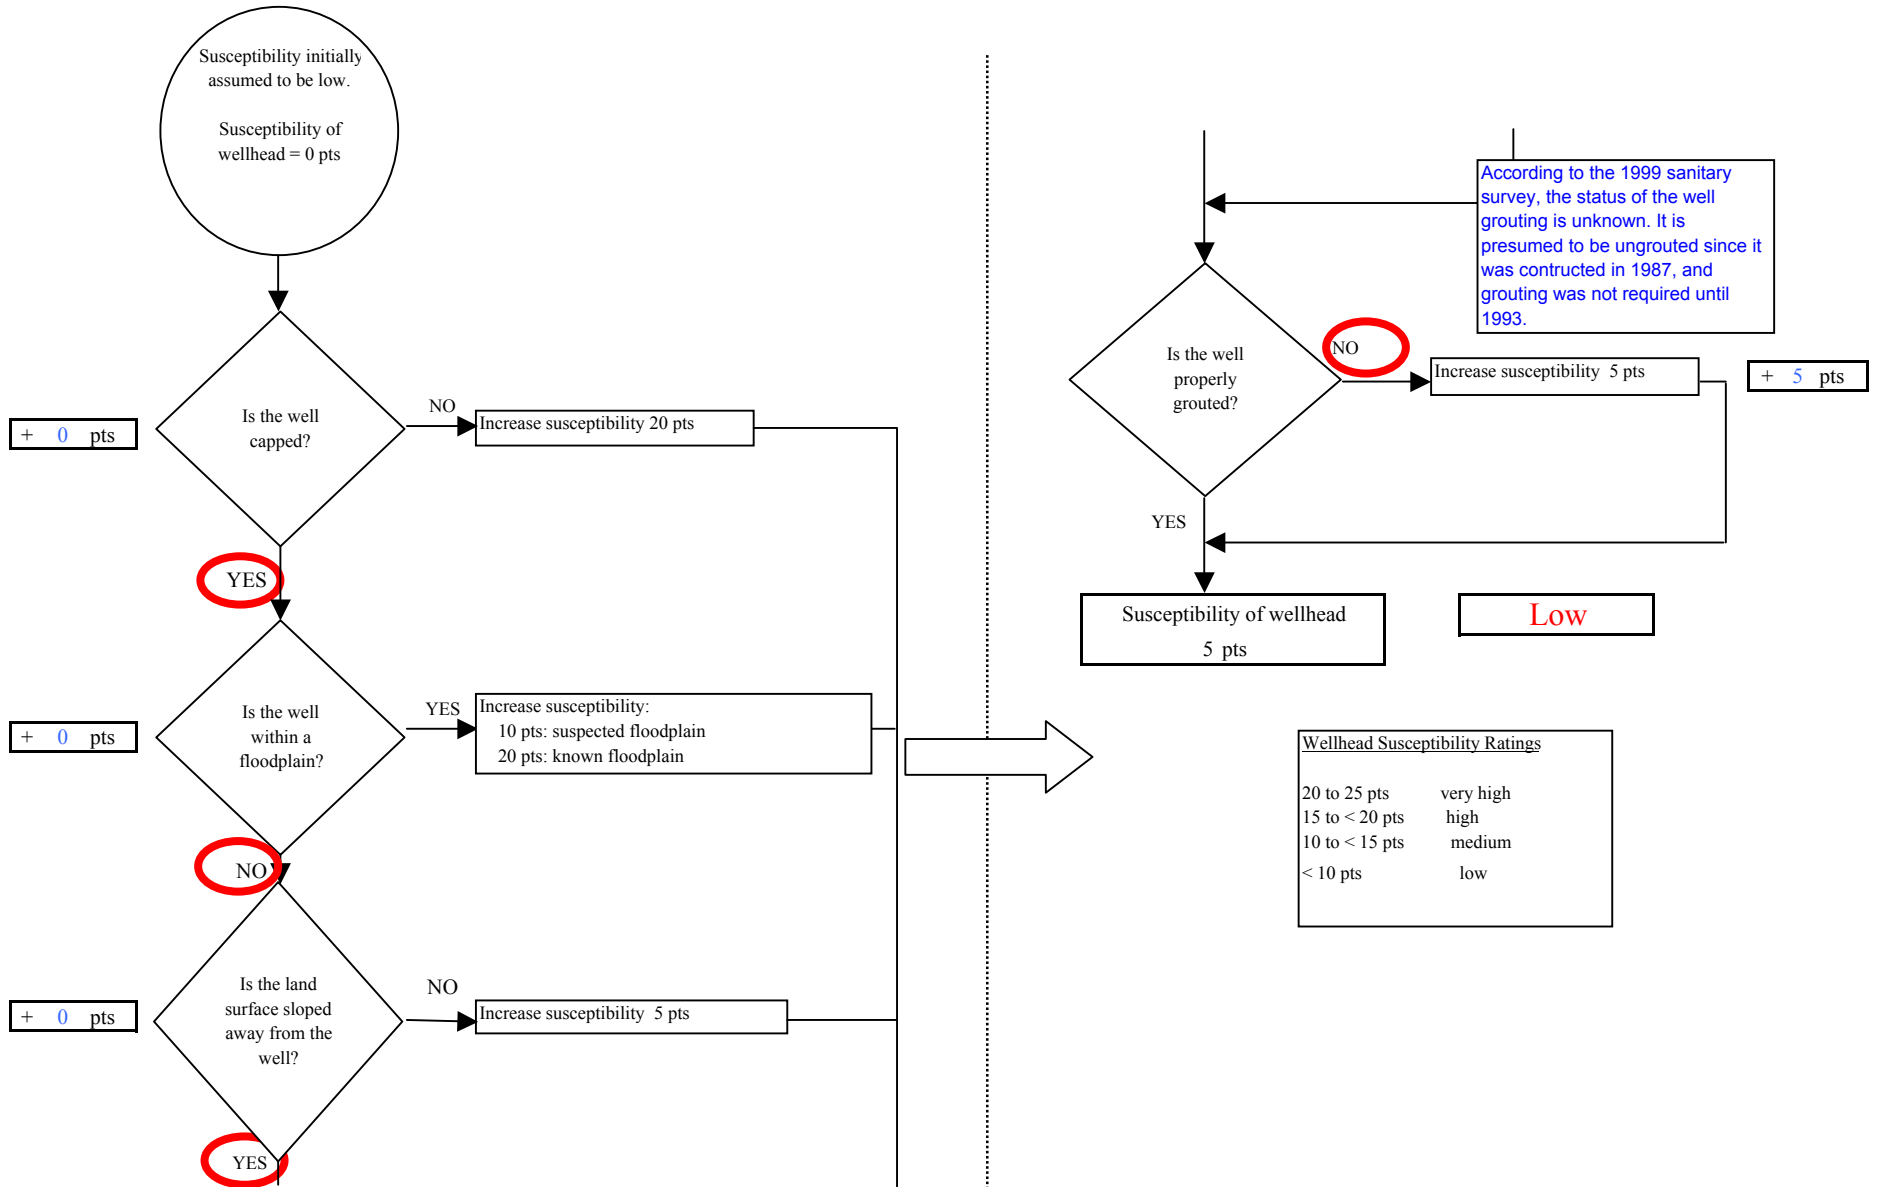 Susceptibility initially
assumed to be low.
Susceptibility of
wellhead = 0 pts
Is the well
capped?
NO
Increase susceptibility 20 pts
+ 0 pts
YES
Is the well
within a
floodplain?
YES
Increase susceptibility:
10 pts: suspected floodplain
20 pts: known floodplain
+ 0 pts
NO
Is the land
surface sloped
away from the
well?
NO
Increase susceptibility 5 pts
+ 0 pts
YES
According to the 1999 sanitary
survey, the status of the well
grouting is unknown. It is
presumed to be ungrouted since it
was contructed in 1987, and
grouting was not required until
1993.
Is the well
properly
grouted?
NO
Increase susceptibility 5 pts
+ 5 pts
YES
Susceptibility of wellhead
5 pts
Low
Wellhead Susceptibility Ratings
20 to 25 pts very high
15 to < 20 pts high
10 to < 15 pts medium
< 10 pts low